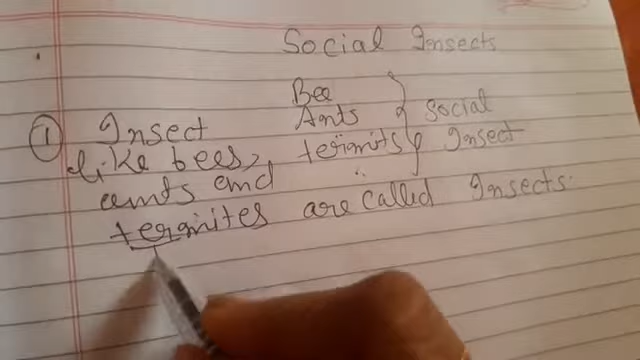 Social Insects
Bee
Ants } social
① Insect
like bees, termits } Insect
ants and
termites are called Insects.